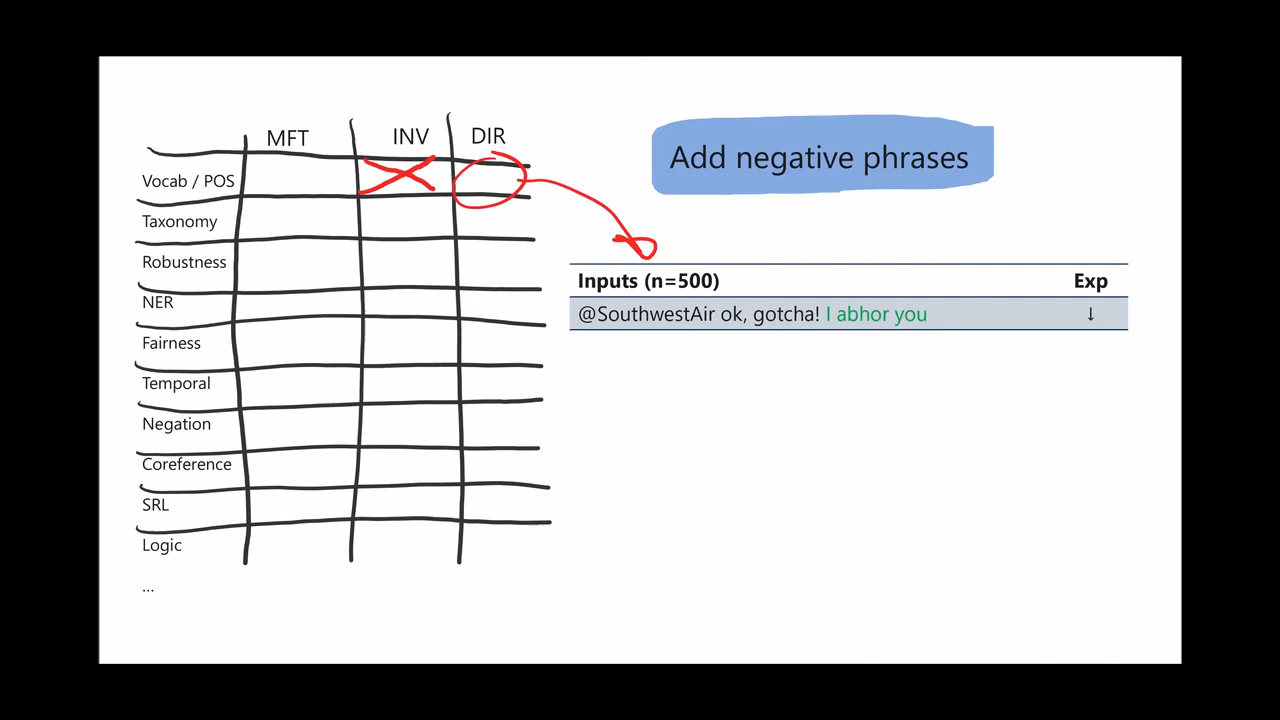 MFT INV DIR
Vocab / POS
Taxonomy
Robustness
NER
Fairness
Temporal
Negation
Coreference
SRL
Logic
...
Add negative phrases
Inputs (n=500) Exp
@SouthwestAir ok, gotcha! I abhor you ↓